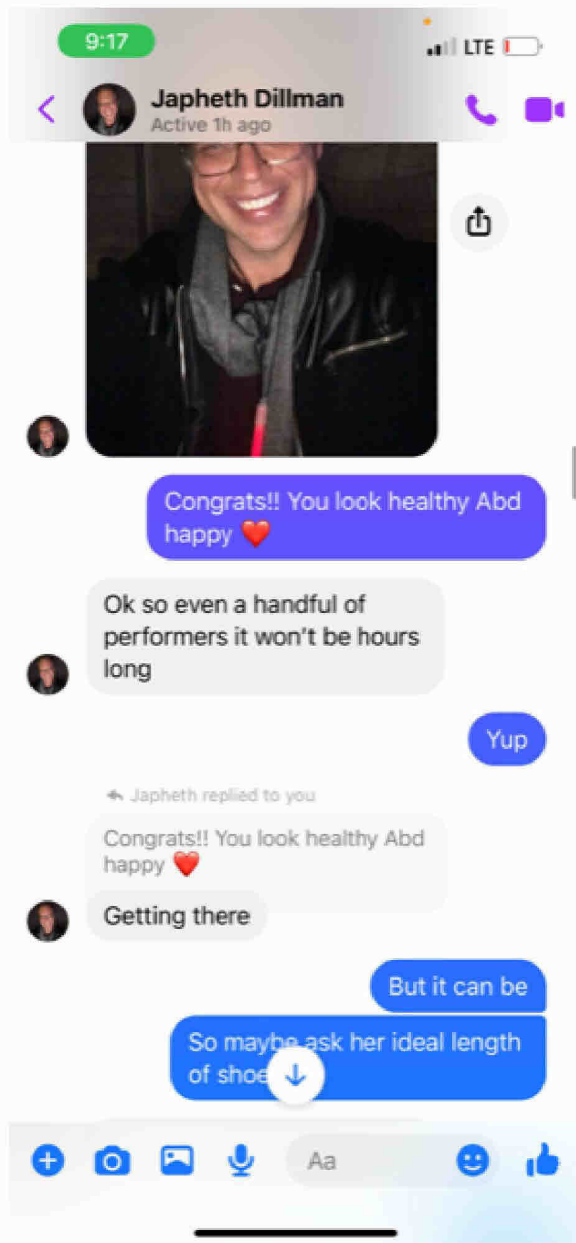 9:17
LTE
Japheth Dillman
Active 1h ago
Congrats!! You look healthy Abd
happy ❤️
Ok so even a handful of
performers it won't be hours
long
Yup
Japheth replied to you
Congrats!! You look healthy Abd
happy ❤️
Getting there
But it can be
So maybe ask her ideal length
of shoe
Aa